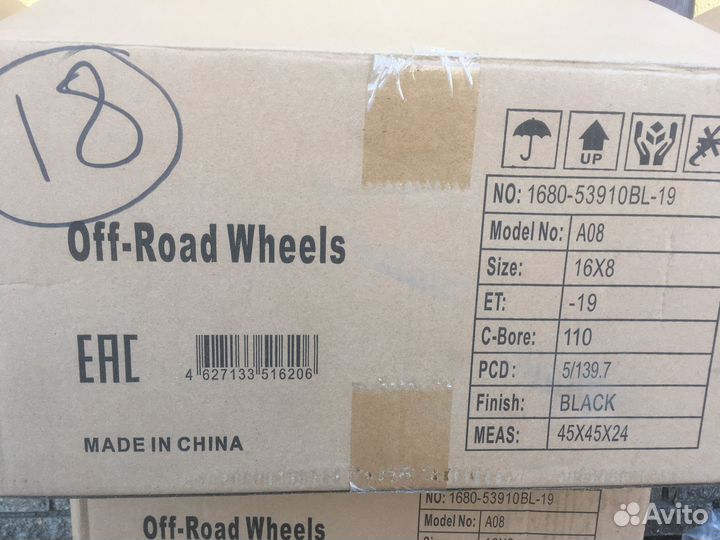 18
UP
NO: 1680-53910BL-19
Off-Road Wheels
Model No: A08
Size: 16X8
ET: -19
C-Bore: 110
PCD: 5/139.7
Finish: BLACK
MEAS: 45X45X24
EAC
4 627133 516206
MADE IN CHINA
NO: 1680-53910BL-19
Off-Road Wheels
Model No: A08
Avito